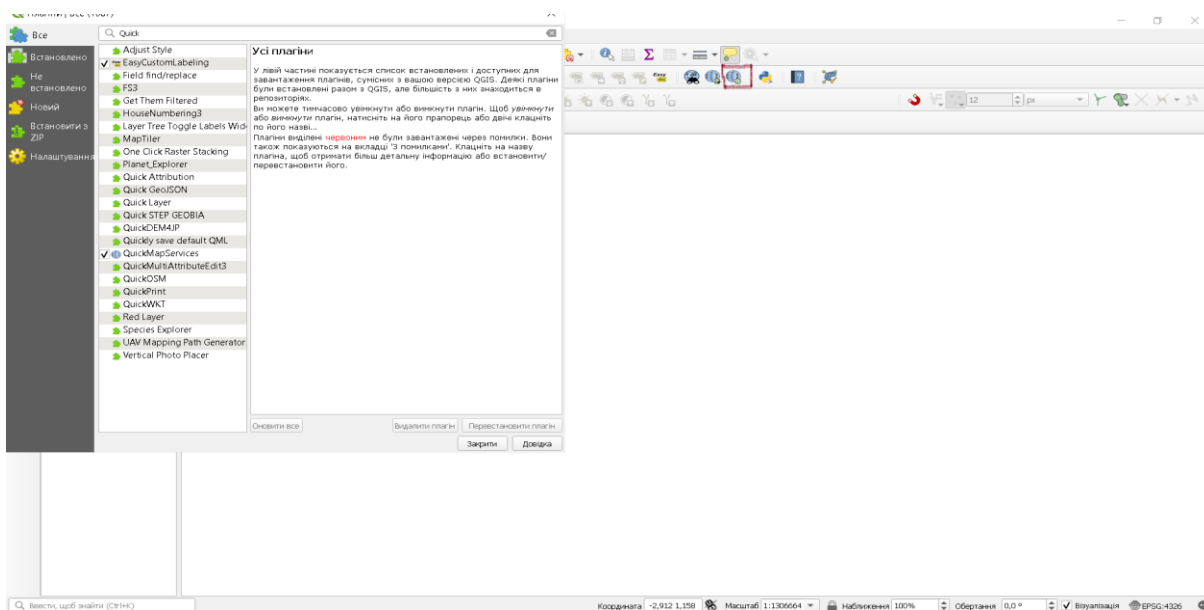 Все
Quick
Встановлено
Не
встановлено
Новий
Встановити з
ZIP
Налаштування
Adjust Style
EasyCustomLabeling
Field find/replace
FS3
Get Them Filtered
HouseNumbering3
Layer Tree Toggle Labels Wid
MapTiler
One Click Raster Stacking
Planet_Explorer
Quick Attribution
Quick GeoJSON
Quick Layer
Quick STEP GEOBIA
QuickDEM4JP
Quickly save default QML
QuickMapServices
QuickMultiAttributeEdit3
QuickOSM
QuickPrint
QuickWKT
Red Layer
Species Explorer
UAV Mapping Path Generator
Vertical Photo Placer
Усі плагіни
У лівій частині показується список встановлених і доступних для
завантаження плагінів, сумісних з вашою версією QGIS. Деякі плагіни
були встановлені разом з QGIS, але більшість з них знаходиться в
репозиторіях.
Ви можете тимчасово увімкнути або вимкнути плагін. Щоб увімкнути
або вимкнути плагін, натисніть на його прапорець або двічі клацніть
по його назві...
Плагіни виділені червоним не були завантажені через помилки. Вони
також показуються на вкладці 'З помилками'. Клацніть на назву
плагіна, щоб отримати більш детальну інформацію або встановити/
перевстановити його.
Оновити все
Видалити плагін
Перевстановити плагін
Закрити
Довідка
12
px
Ввести, щоб знайти (Ctrl+K)
Координата -2,912 1,158
Масштаб 1:1306664
Наближення 100%
Обертання 0,0 °
Візуалізація
EPSG:4326